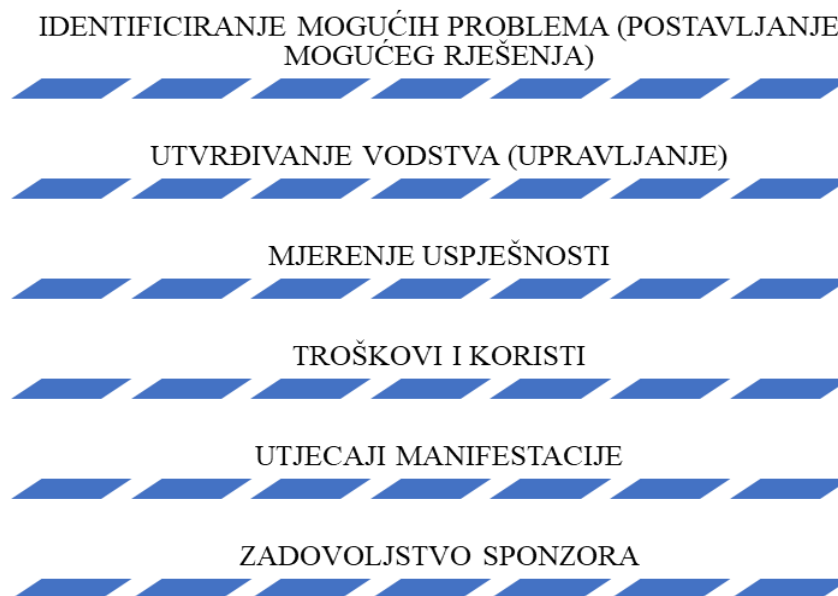 IDENTIFICIRANJE MOGUĆIH PROBLEMA (POSTAVLJANJE
MOGUĆEG RJEŠENJA)
UTVRĐIVANJE VODSTVA (UPRAVLJANJE)
MJERENJE USPJEŠNOSTI
TROŠKOVI I KORISTI
UTJECAJI MANIFESTACIJE
ZADOVOLJSTVO SPONZORA